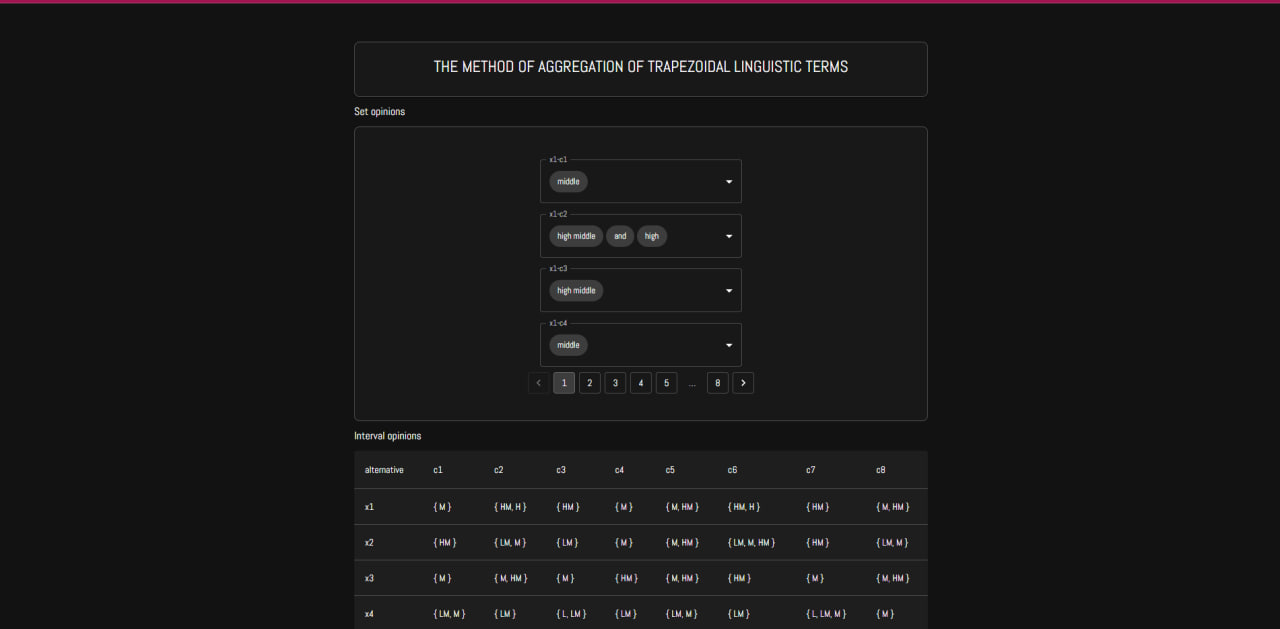 THE METHOD OF AGGREGATION OF TRAPEZOIDAL LINGUISTIC TERMS
Set opinions
x1-c1
middle
x1-c2
high middle and high
x1-c3
high middle
x1-c4
middle
1 2 3 4 5 ... 8
Interval opinions
alternative c1 c2 c3 c4 c5 c6 c7 c8
x1 { M } { HM, H } { HM } { M } { M, HM } { HM, H } { HM } { M, HM }
x2 { HM } { LM, M } { LM } { M } { M, HM } { LM, M, HM } { HM } { LM, M }
x3 { M } { M, HM } { M } { HM } { M, HM } { HM } { M } { M, HM }
x4 { LM, M } { LM } { L, LM } { LM } { LM, M } { LM } { L, LM, M } { M }